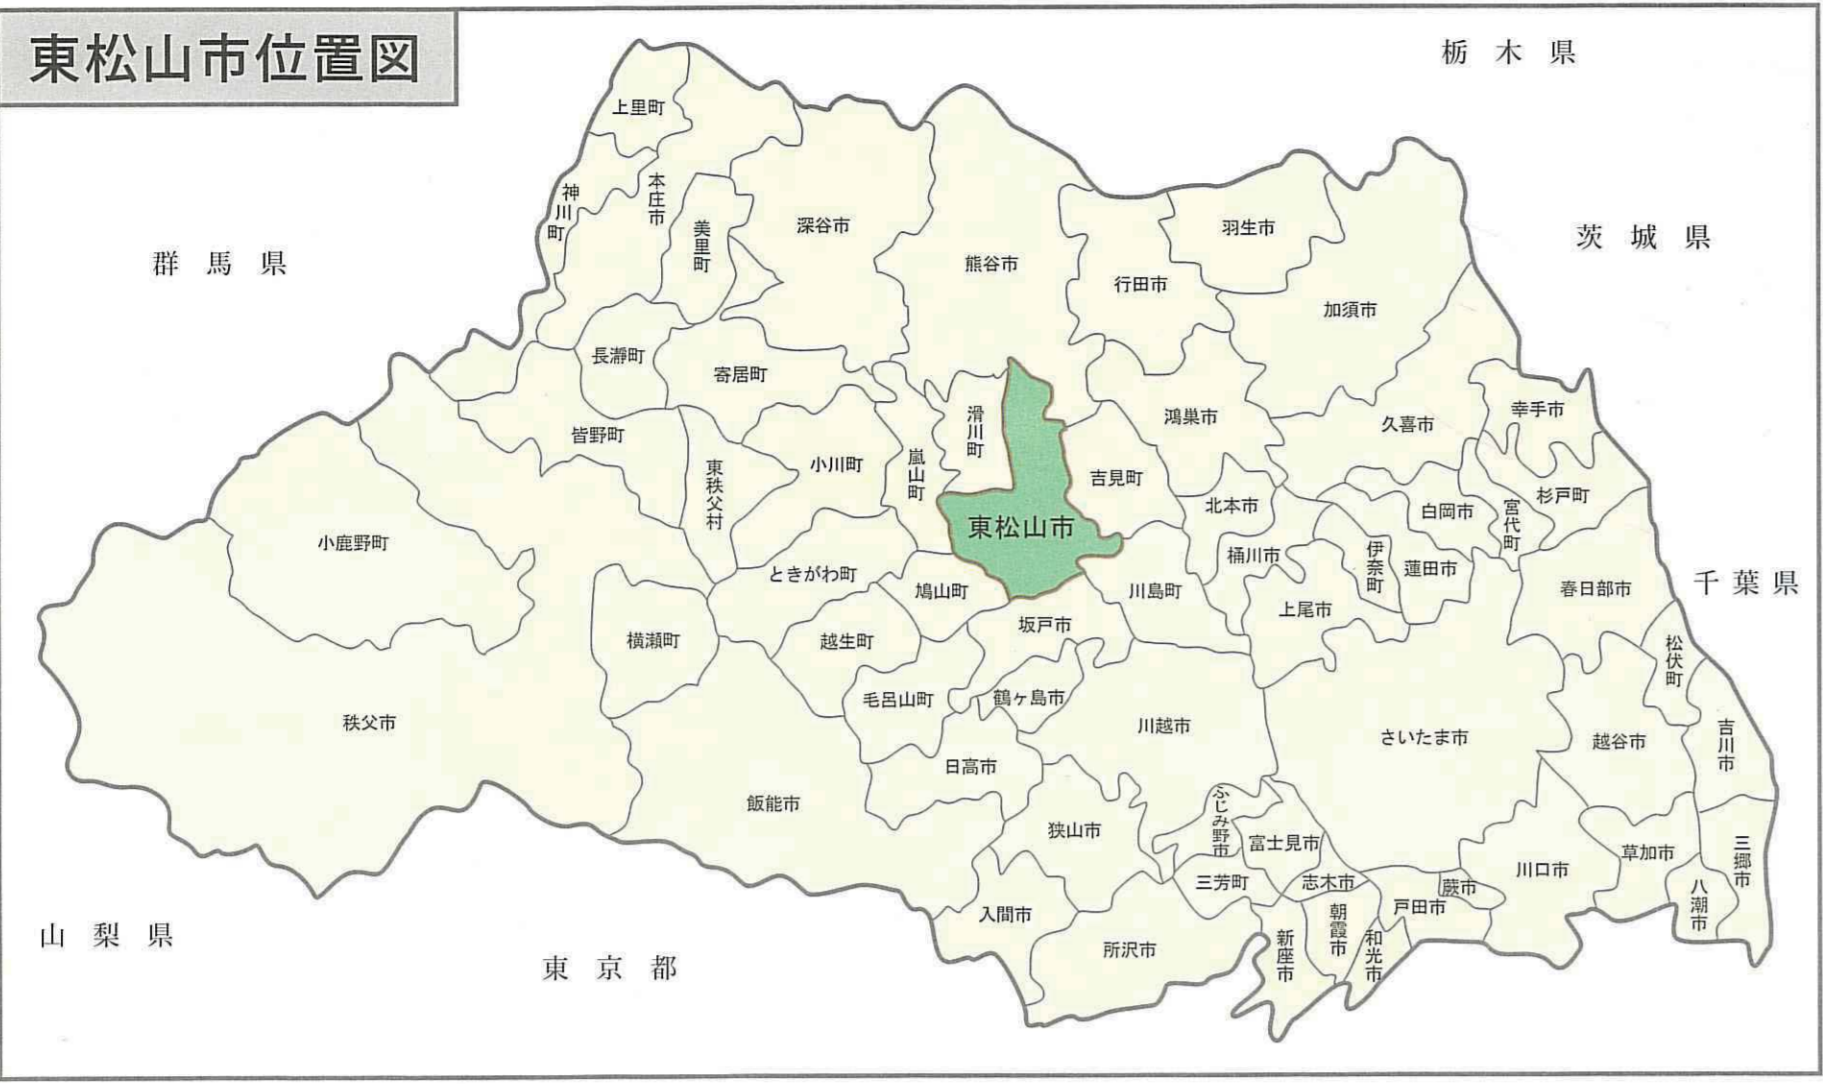 東松山市位置図
栃木県
上里町
神川町
本庄市
美里町
深谷市
熊谷市
羽生市
行田市
加須市
茨城県
群馬県
長瀞町
寄居町
皆野町
東秩父村
小川町
嵐山町
滑川町
東松山市
吉見町
鴻巣市
久喜市
幸手市
杉戸町
宮代町
白岡市
北本市
桶川市
伊奈町
蓮田市
春日部市
千葉県
小鹿野町
ときがわ町
鳩山町
川島町
上尾市
横瀬町
越生町
坂戸市
松伏町
秩父市
毛呂山町
鶴ヶ島市
川越市
さいたま市
越谷市
吉川市
日高市
飯能市
狭山市
ふじみ野市
富士見市
三芳町
志木市
蕨市
戸田市
川口市
草加市
八潮市
三郷市
入間市
所沢市
新座市
朝霞市
和光市
山梨県
東京都